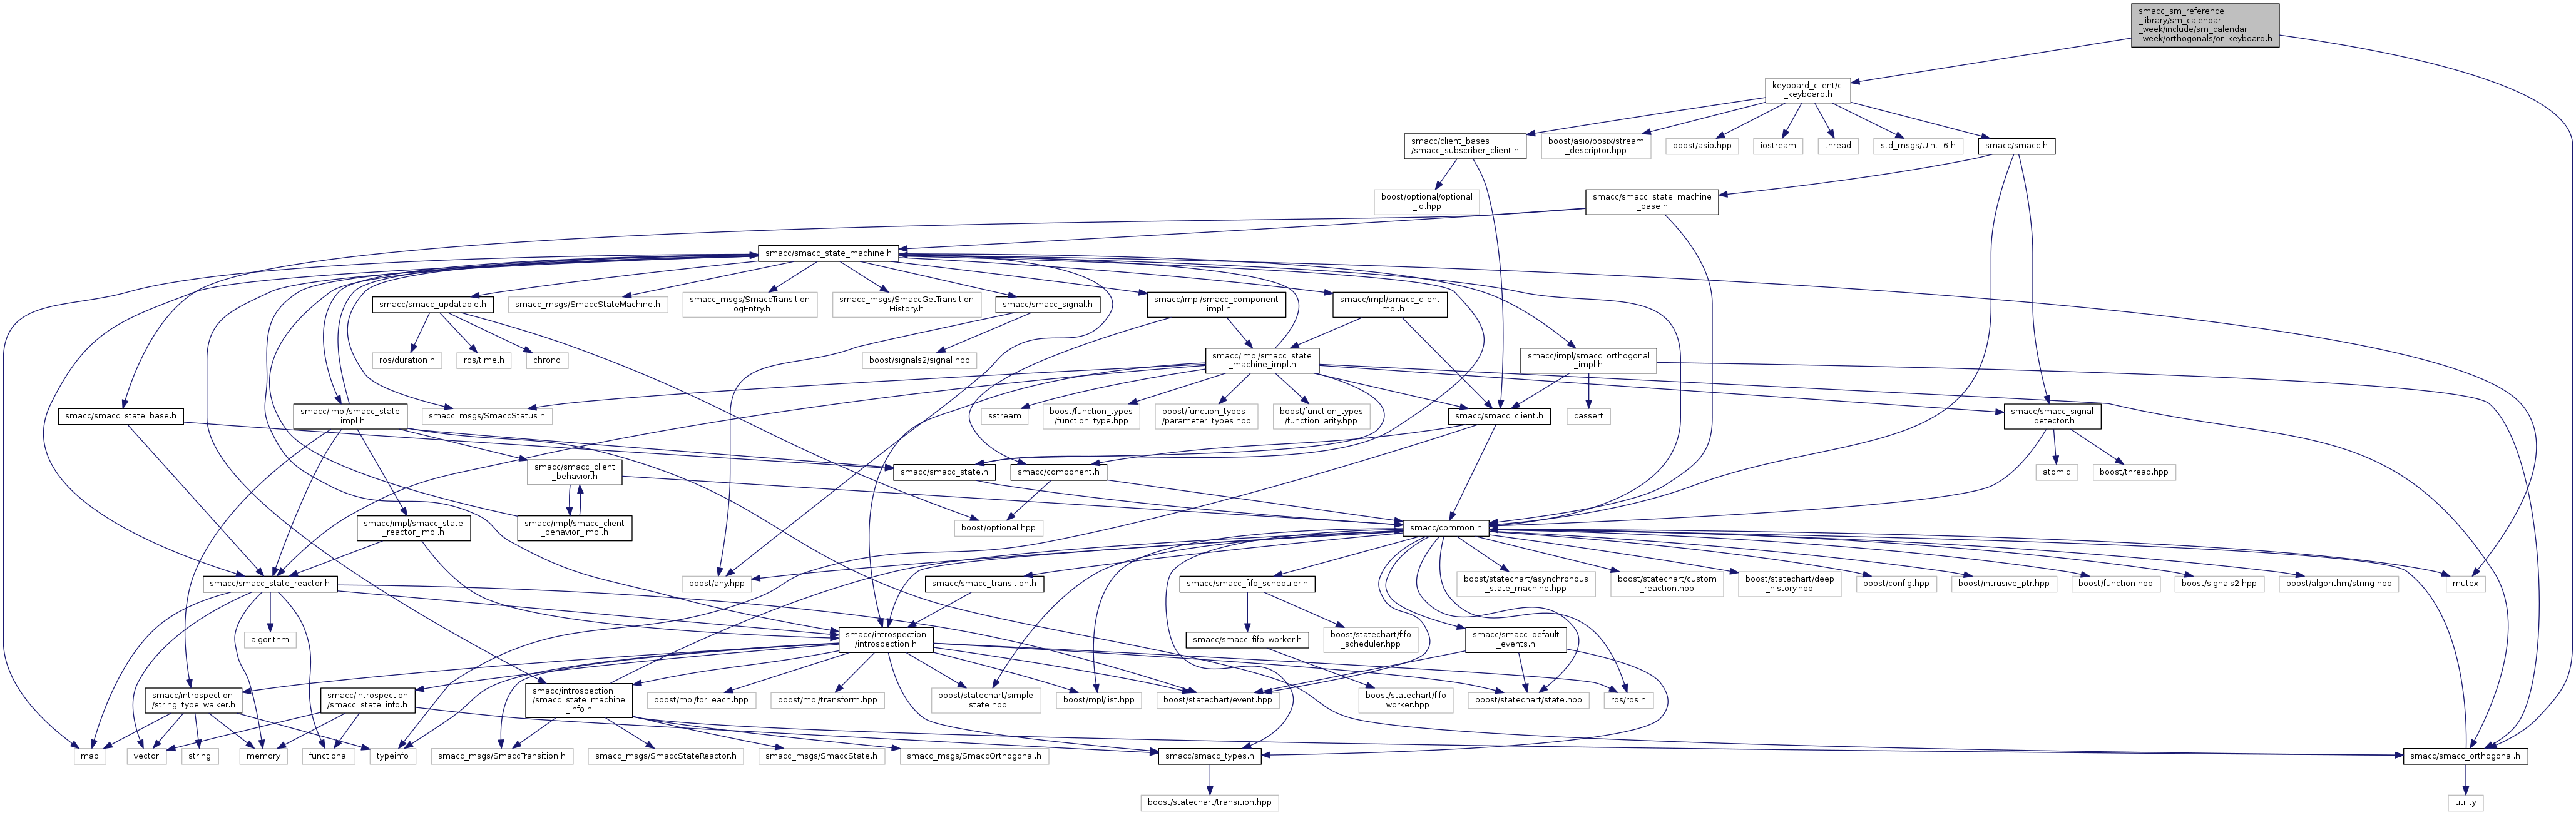 smacc_sm_reference
_library/sm_calendar
_week/include/sm_calendar
_week/orthogonals/or_keyboard.h
keyboard_client/cl
_keyboard.h
smacc/client_bases
/smacc_subscriber_client.h
boost/asio/posix/stream
_descriptor.hpp
boost/asio.hpp
iostream
thread
std_msgs/UInt16.h
smacc/smacc.h
boost/optional/optional
_io.hpp
smacc/smacc_state_machine
_base.h
smacc/smacc_state_machine.h
smacc/smacc_updatable.h
smacc_msgs/SmaccStateMachine.h
smacc_msgs/SmaccTransition
LogEntry.h
smacc_msgs/SmaccGetTransition
History.h
smacc/smacc_signal.h
smacc/impl/smacc_component
_impl.h
smacc/impl/smacc_client
_impl.h
ros/duration.h
ros/time.h
chrono
boost/signals2/signal.hpp
smacc/impl/smacc_state
_machine_impl.h
smacc/impl/smacc_orthogonal
_impl.h
smacc/smacc_state_base.h
smacc/impl/smacc_state
_impl.h
smacc_msgs/SmaccStatus.h
sstream
boost/function_types
/function_type.hpp
boost/function_types
/parameter_types.hpp
boost/function_types
/function_arity.hpp
smacc/smacc_client.h
cassert
smacc/smacc_signal
_detector.h
smacc/smacc_client
_behavior.h
smacc/smacc_state.h
smacc/component.h
atomic
boost/thread.hpp
smacc/impl/smacc_state
_reactor_impl.h
smacc/impl/smacc_client
_behavior_impl.h
boost/optional.hpp
smacc/common.h
smacc/smacc_state_reactor.h
boost/any.hpp
smacc/smacc_transition.h
smacc/smacc_fifo_scheduler.h
boost/statechart/asynchronous
_state_machine.hpp
boost/statechart/custom
_reaction.hpp
boost/statechart/deep
_history.hpp
boost/config.hpp
boost/intrusive_ptr.hpp
boost/function.hpp
boost/signals2.hpp
boost/algorithm/string.hpp
mutex
algorithm
smacc/introspection
/introspection.h
smacc/smacc_fifo_worker.h
boost/statechart/fifo
_scheduler.hpp
smacc/smacc_default
_events.h
smacc/introspection
/string_type_walker.h
smacc/introspection
/smacc_state_info.h
smacc/introspection
/smacc_state_machine
_info.h
boost/mpl/for_each.hpp
boost/mpl/transform.hpp
boost/statechart/simple
_state.hpp
boost/mpl/list.hpp
boost/statechart/event.hpp
boost/statechart/fifo
_worker.hpp
boost/statechart/state.hpp
ros/ros.h
map
vector
string
memory
functional
typeinfo
smacc_msgs/SmaccTransition.h
smacc_msgs/SmaccStateReactor.h
smacc_msgs/SmaccState.h
smacc_msgs/SmaccOrthogonal.h
smacc/smacc_types.h
smacc/smacc_orthogonal.h
boost/statechart/transition.hpp
utility